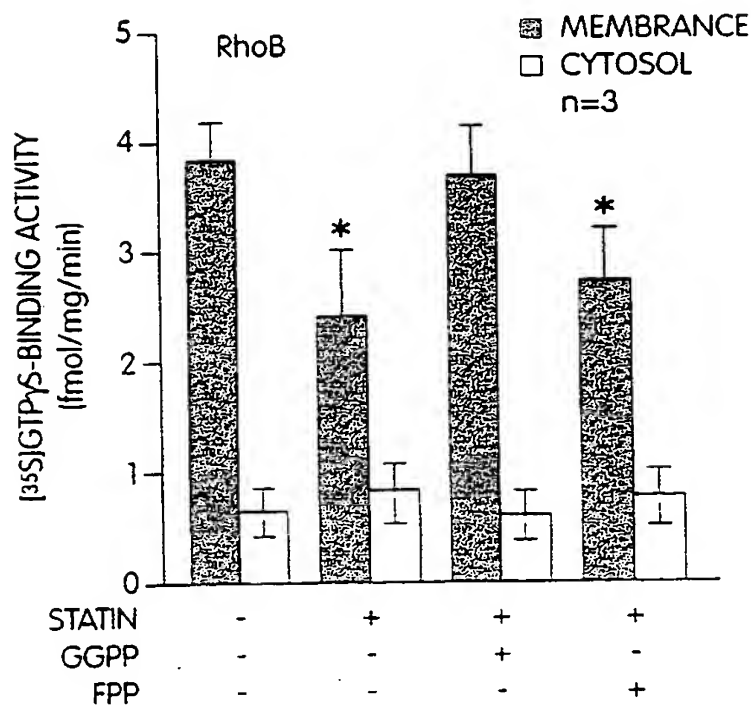 RhoB
MEMBRANCE
CYTOSOL
n=3
[35S]GTPγS-BINDING ACTIVITY
(fmol/mg/min)
5
4
3
2
1
0
*
*
STATIN - + + +
GGPP - - + -
FPP - - - +